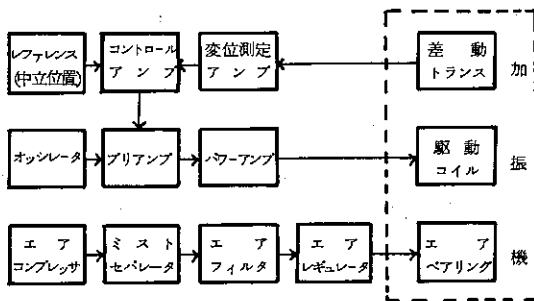 レファレンス
(中立位置)
コントロール
アンプ
変位測定
アンプ
差動
トランス
加
オッシレータ
プリアンプ
パワーアンプ
駆動
コイル
振
エア
コンプレッサ
ミスト
セパレータ
エア
フィルタ
エア
レギュレータ
エア
ベアリング
機